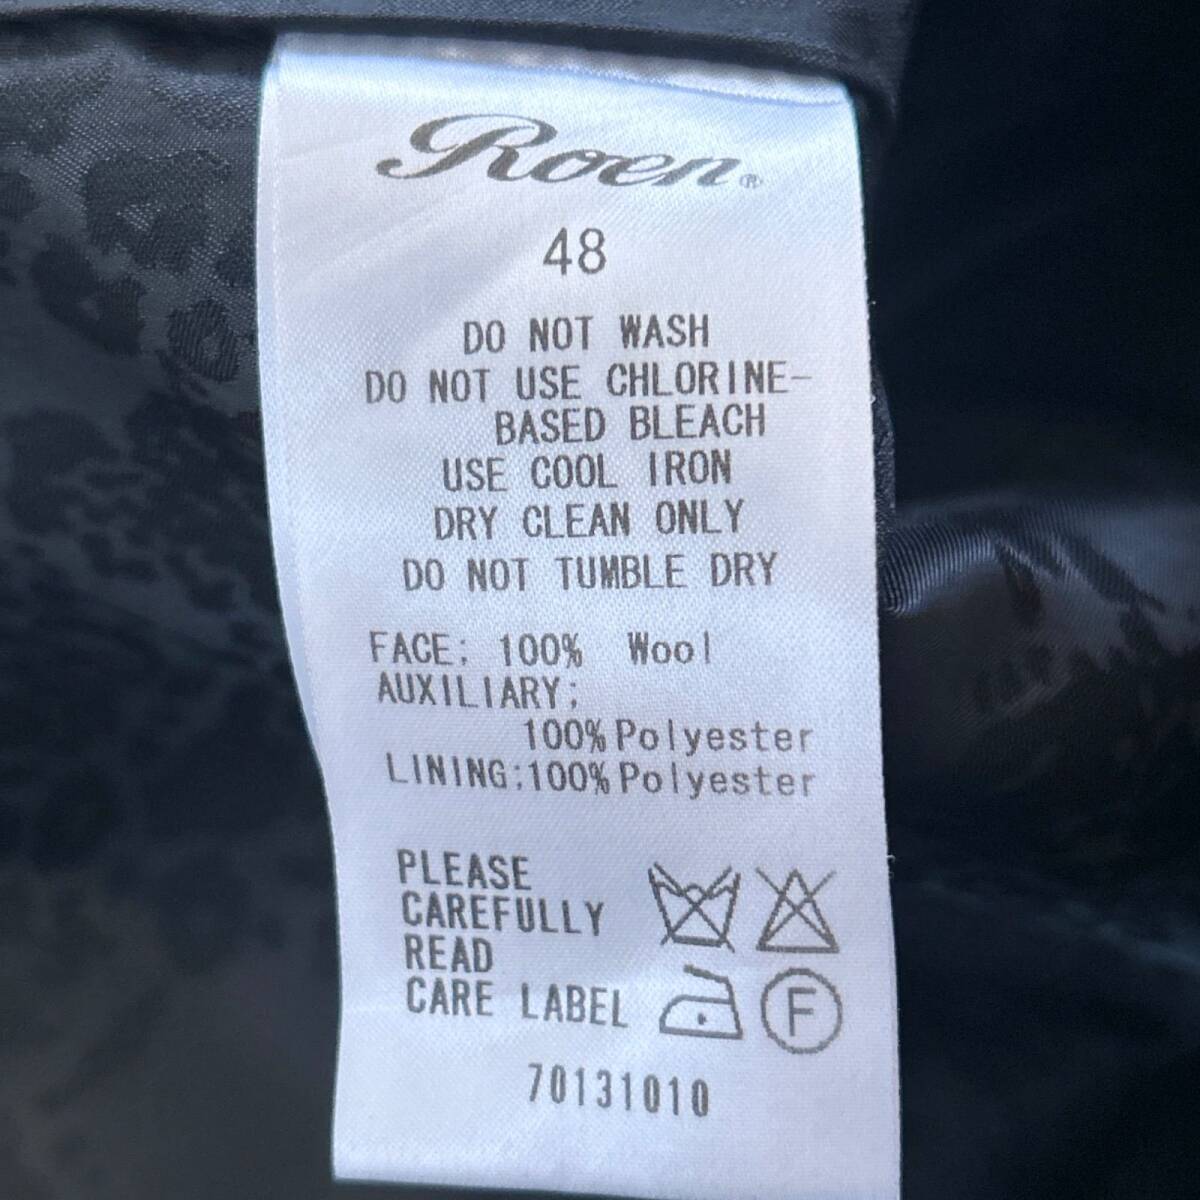 Roen®
48
DO NOT WASH
DO NOT USE CHLORINE-
BASED BLEACH
USE COOL IRON
DRY CLEAN ONLY
DO NOT TUMBLE DRY
FACE: 100% Wool
AUXILIARY:
100% Polyester
LINING:100% Polyester
PLEASE
CAREFULLY
READ
CARE LABEL
F
70131010